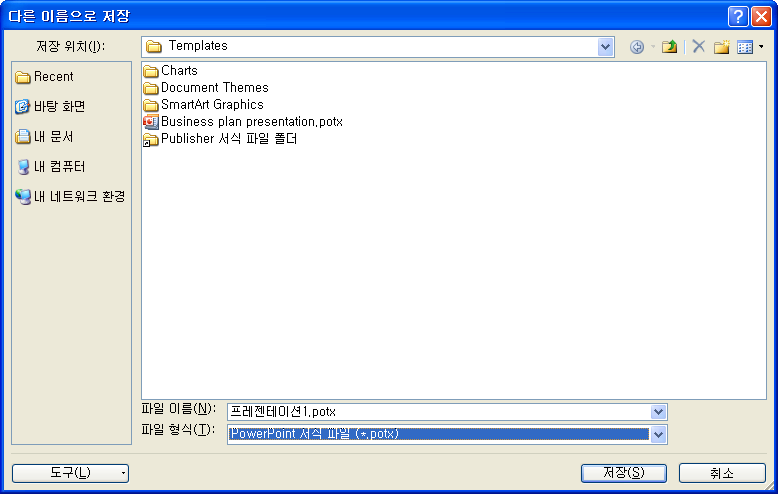 다른 이름으로 저장
저장 위치(I):
Templates
Recent
바탕 화면
내 문서
내 컴퓨터
내 네트워크 환경
Charts
Document Themes
SmartArt Graphics
Business plan presentation.potx
Publisher 서식 파일 폴더
파일 이름(N):
프레젠테이션1.potx
파일 형식(T):
PowerPoint 서식 파일 (*.potx)
도구(L)
저장(S)
취소